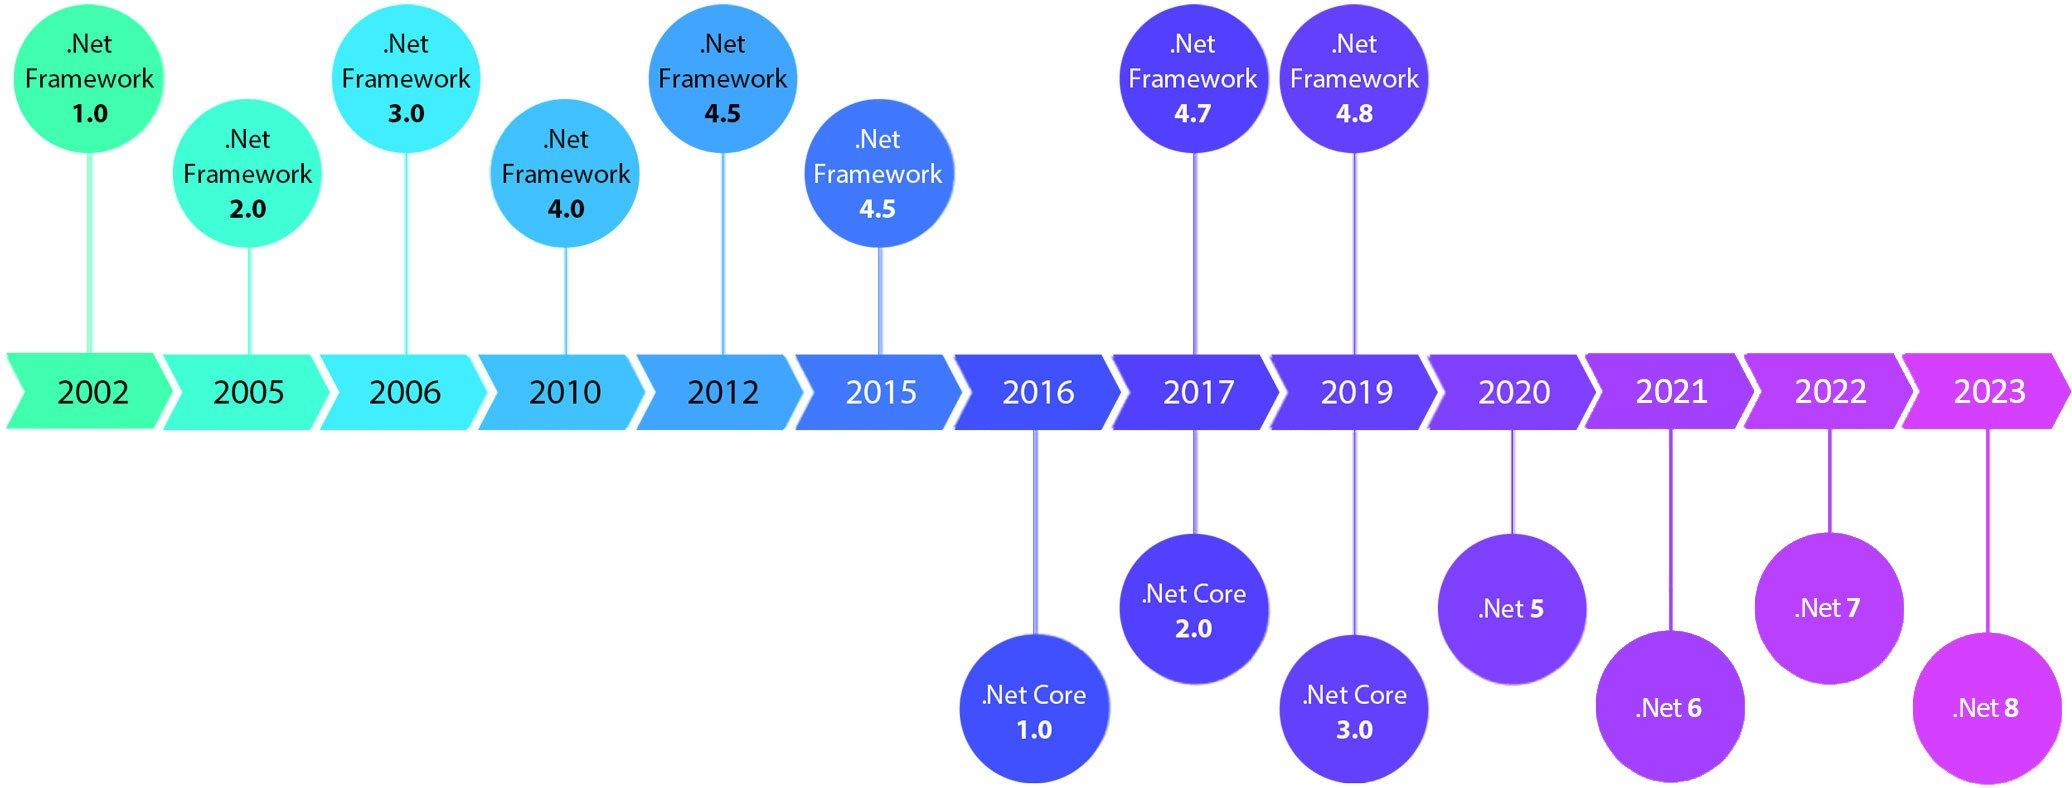 .Net
Framework
1.0
.Net
Framework
2.0
.Net
Framework
3.0
.Net
Framework
4.0
.Net
Framework
4.5
.Net
Framework
4.5
.Net
Framework
4.7
.Net
Framework
4.8
2002
2005
2006
2010
2012
2015
2016
2017
2019
2020
2021
2022
2023
.Net Core
1.0
.Net Core
2.0
.Net Core
3.0
.Net 5
.Net 6
.Net 7
.Net 8